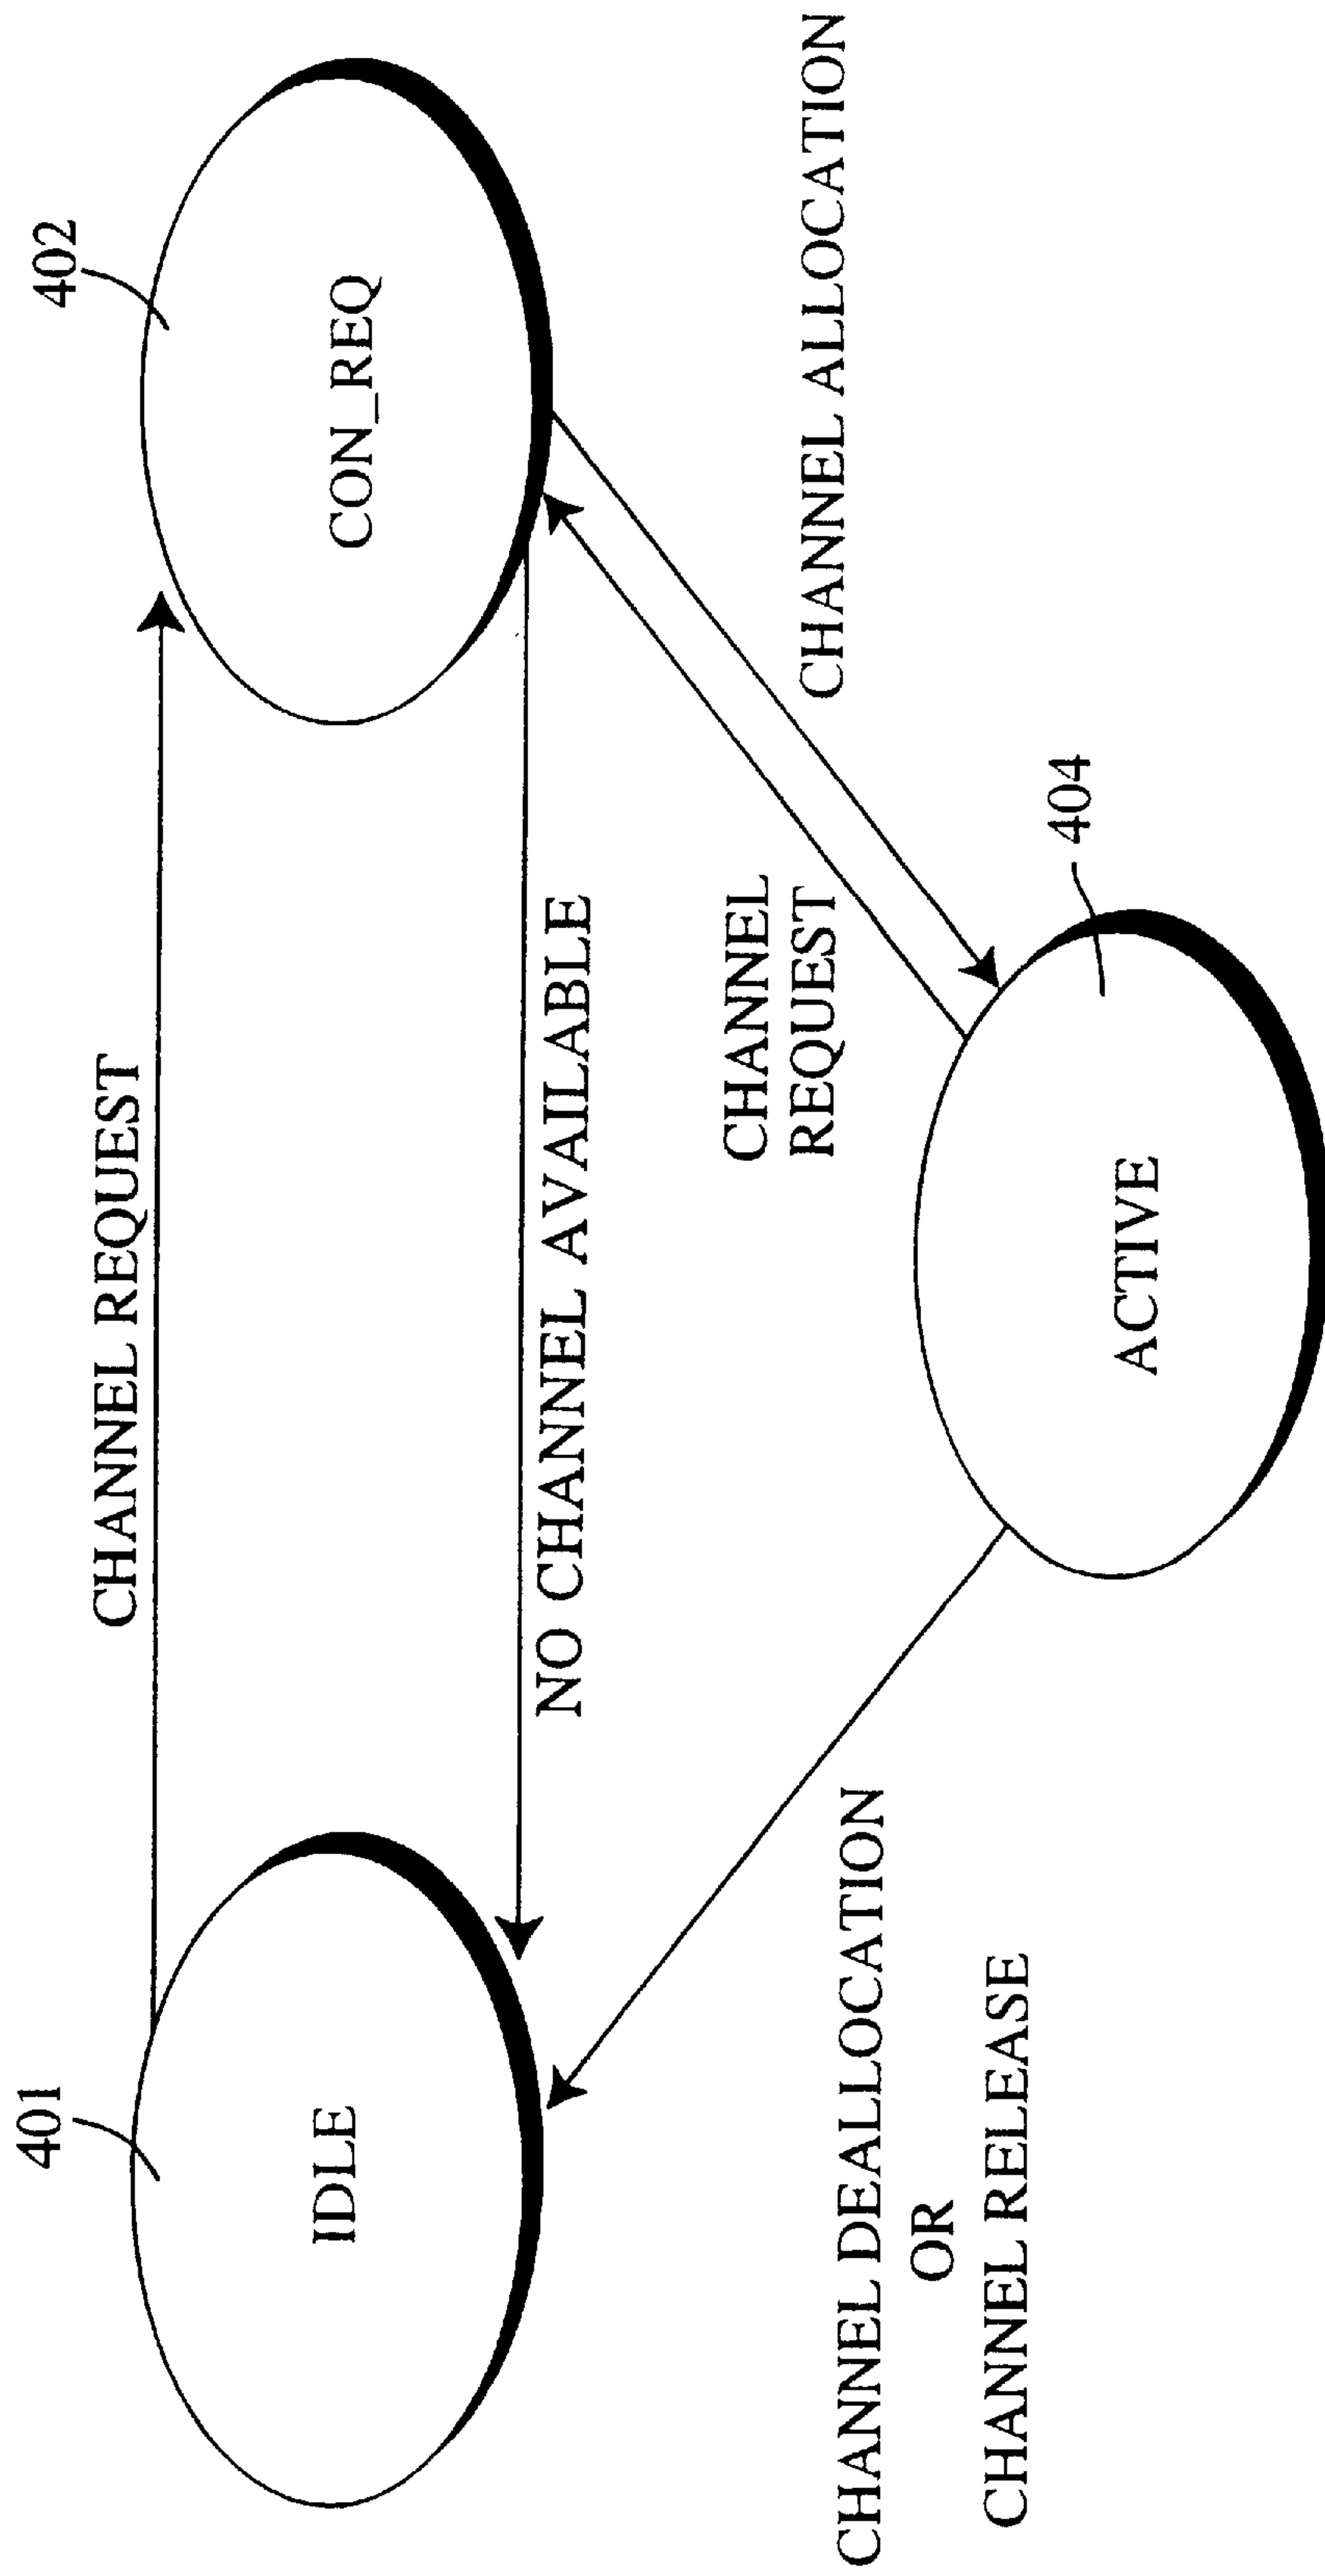 401
402
CHANNEL REQUEST
IDLE
CON_REQ
NO CHANNEL AVAILABLE
CHANNEL
REQUEST
CHANNEL ALLOCATION
CHANNEL DEALLOCATION
OR
CHANNEL RELEASE
404
ACTIVE